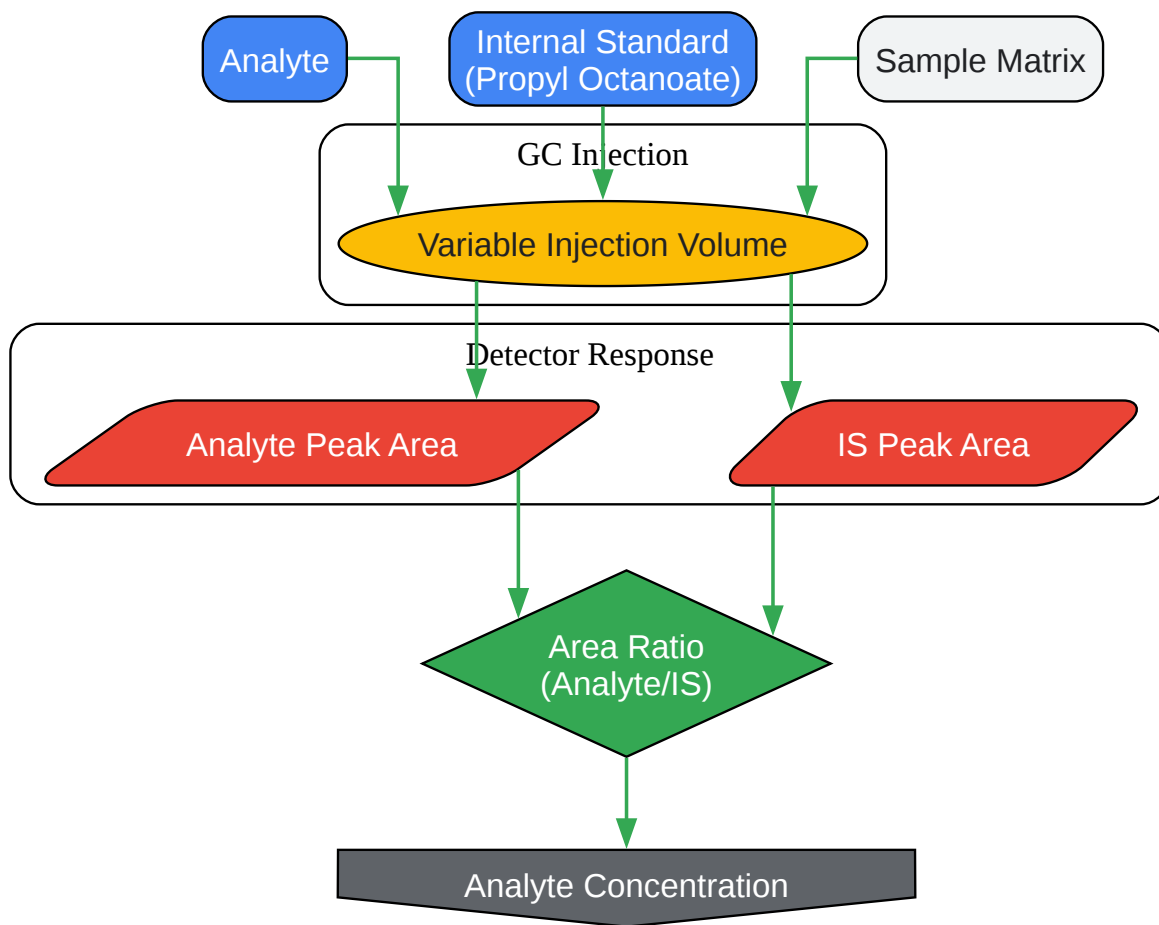 Analyte
Internal Standard
(Propyl Octanoate)
Sample Matrix
GC Injection
Variable Injection Volume
Detector Response
Analyte Peak Area
IS Peak Area
Area Ratio
(Analyte/IS)
Analyte Concentration